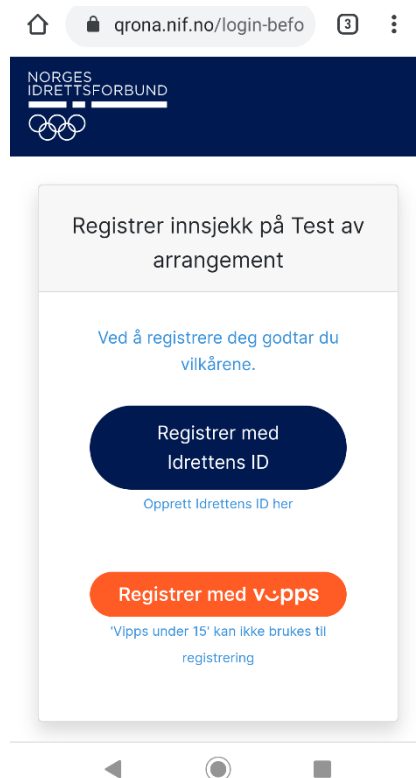 qrona.nif.no/login-befo
3
NORGES
IDRETTSFORBUND
Registrer innsjekk på Test av
arrangement
Ved å registrere deg godtar du
vilkårene.
Registrer med
Idrettens ID
Opprett Idrettens ID her
Registrer med vipps
'Vipps under 15' kan ikke brukes til
registrering